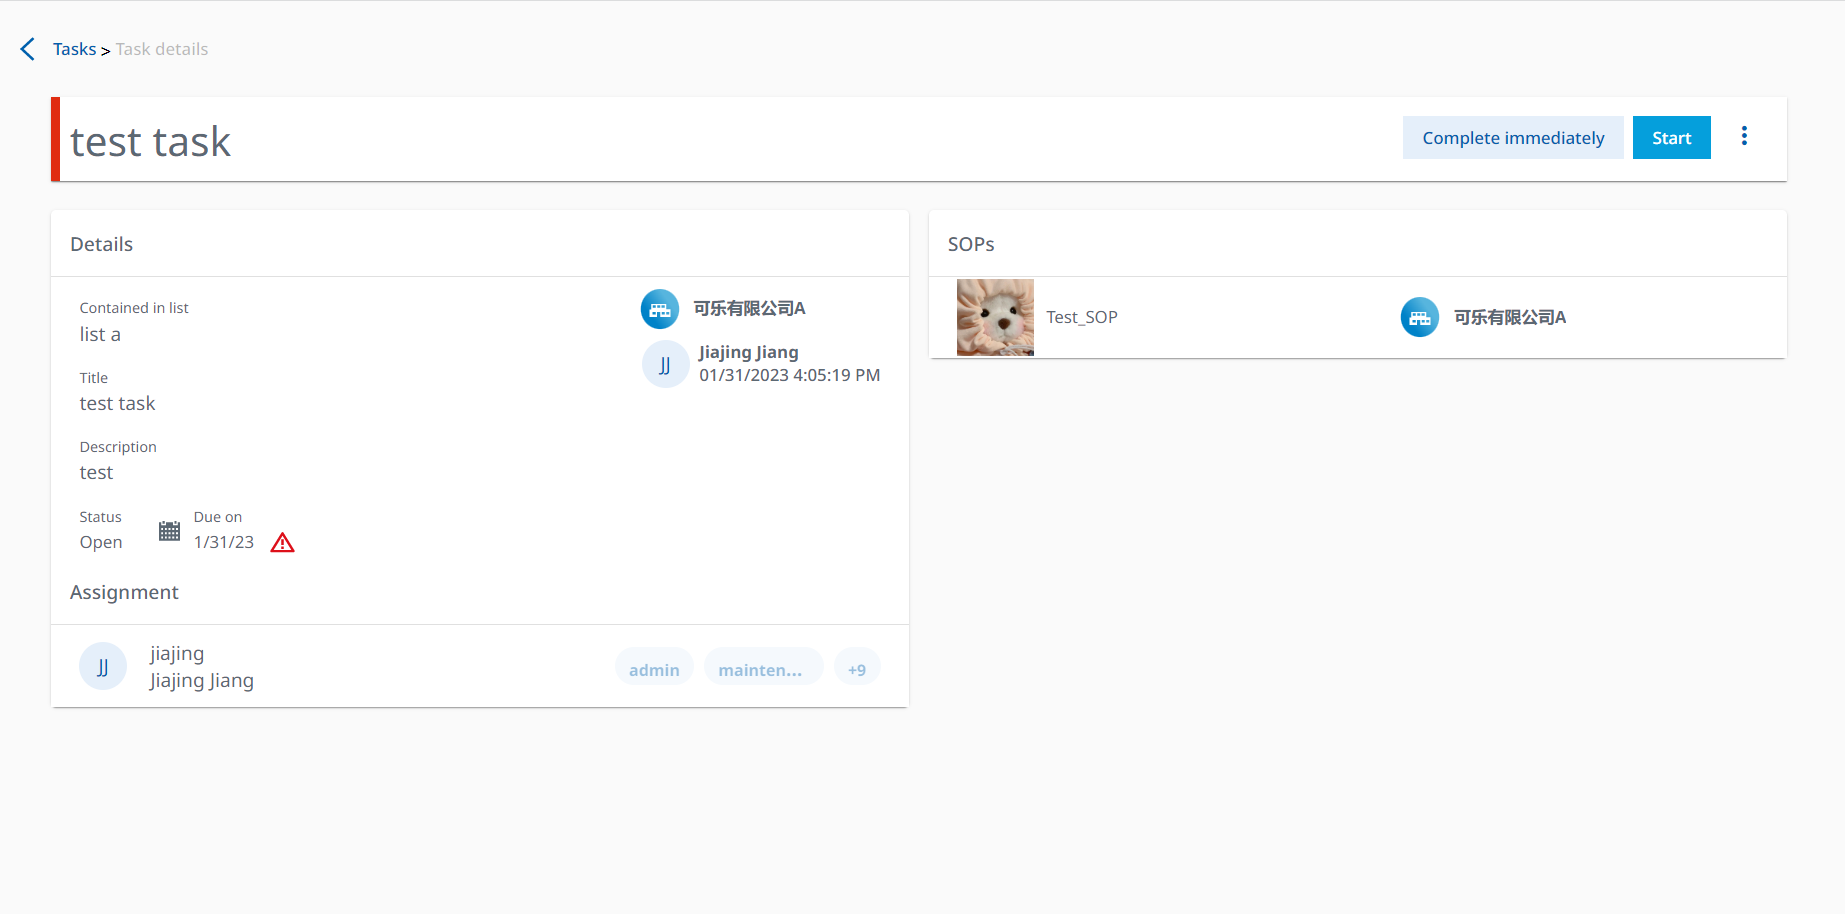 Tasks > Task details
test task
Complete immediately
Start
Details
Contained in list
list a
可乐有限公司A
JJ
Jiajing Jiang
01/31/2023 4:05:19 PM
Title
test task
Description
test
Status
Open
Due on
1/31/23
Assignment
JJ
jiajing
Jiajing Jiang
admin
mainten...
+9
SOPs
Test_SOP
可乐有限公司A